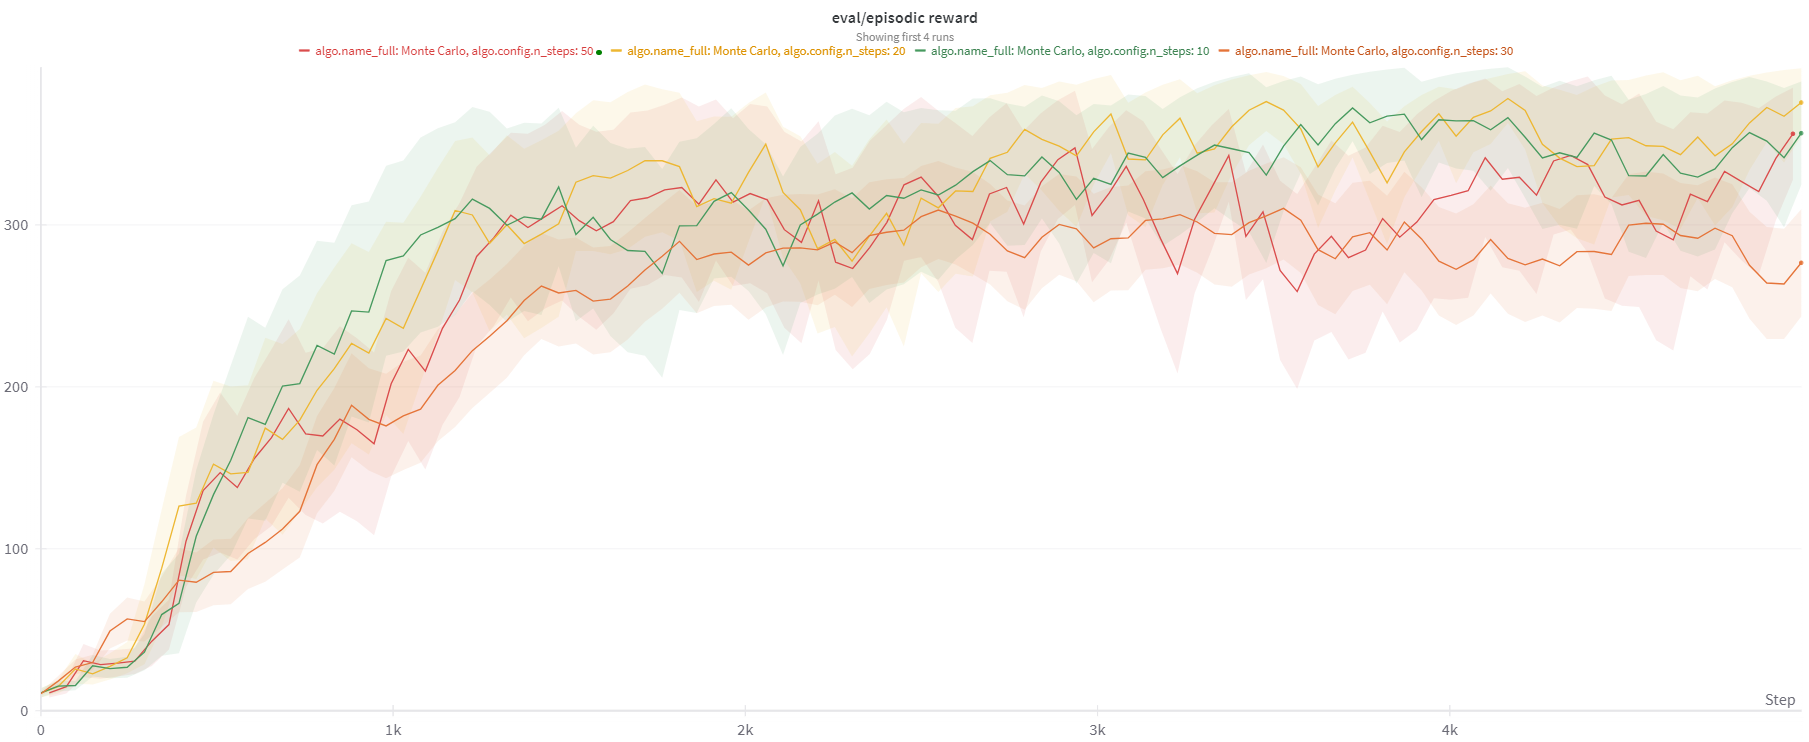 eval/episodic reward
Showing first 4 runs
algo.name_full: Monte Carlo, algo.config.n_steps: 50 algo.name_full: Monte Carlo, algo.config.n_steps: 20 algo.name_full: Monte Carlo, algo.config.n_steps: 10 algo.name_full: Monte Carlo, algo.config.n_steps: 30
300
200
100
0
Step
0 1k 2k 3k 4k